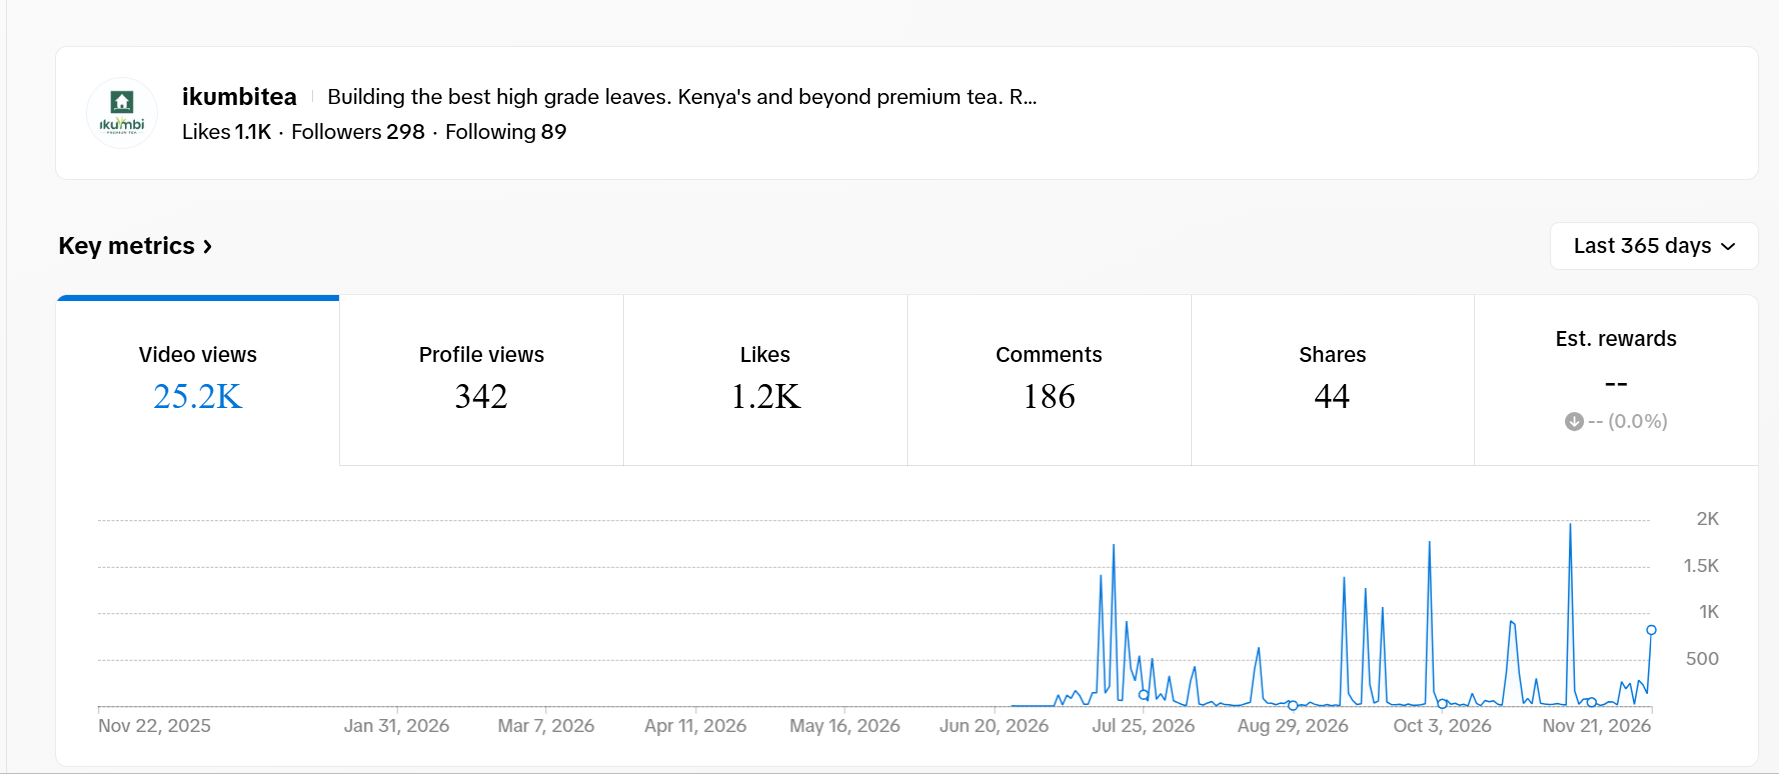 ikumbi
PREMIUM TEA
ikumbitea
Building the best high grade leaves. Kenya's and beyond premium tea. R...
Likes 1.1K · Followers 298 · Following 89
Key metrics
Last 365 days
Video views
25.2K
Profile views
342
Likes
1.2K
Comments
186
Shares
44
Est. rewards
--
-- (0.0%)
2K
1.5K
1K
500
Nov 22, 2025
Jan 31, 2026
Mar 7, 2026
Apr 11, 2026
May 16, 2026
Jun 20, 2026
Jul 25, 2026
Aug 29, 2026
Oct 3, 2026
Nov 21, 2026